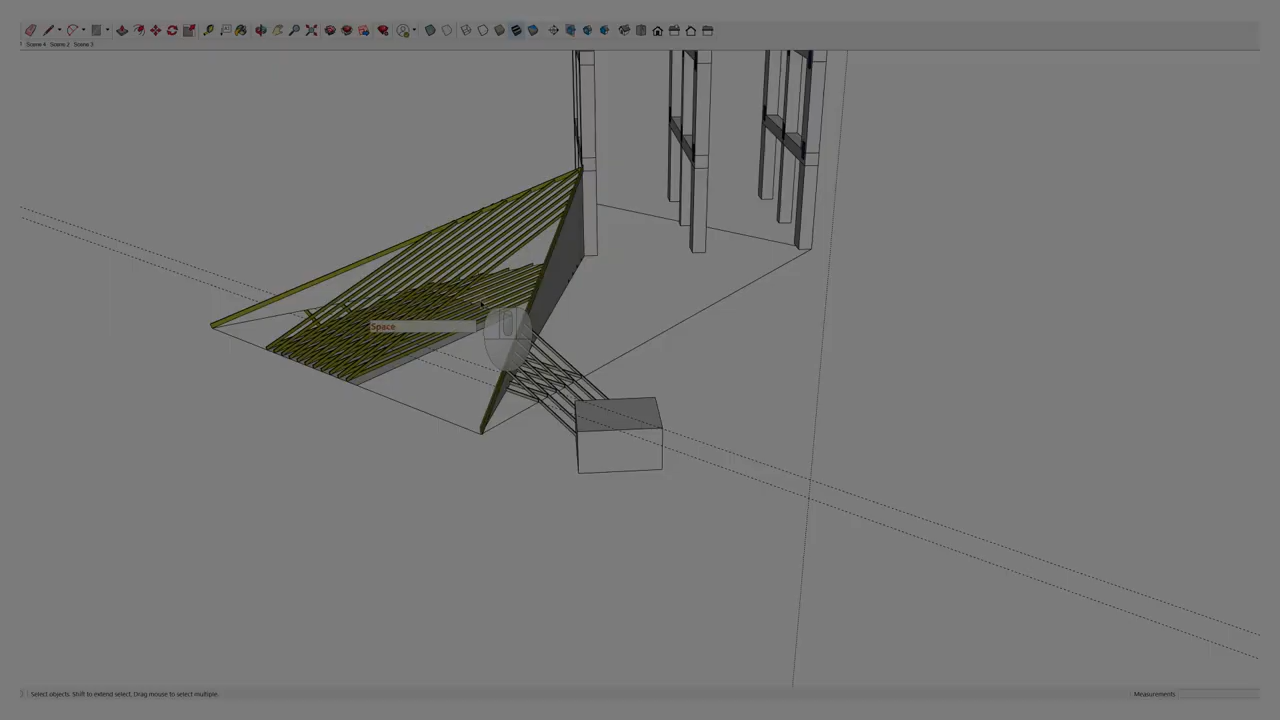 Scene 4 Scene 2 Scene 3
Space
Select objects. Shift to extend select. Drag mouse to select multiple.
Measurements